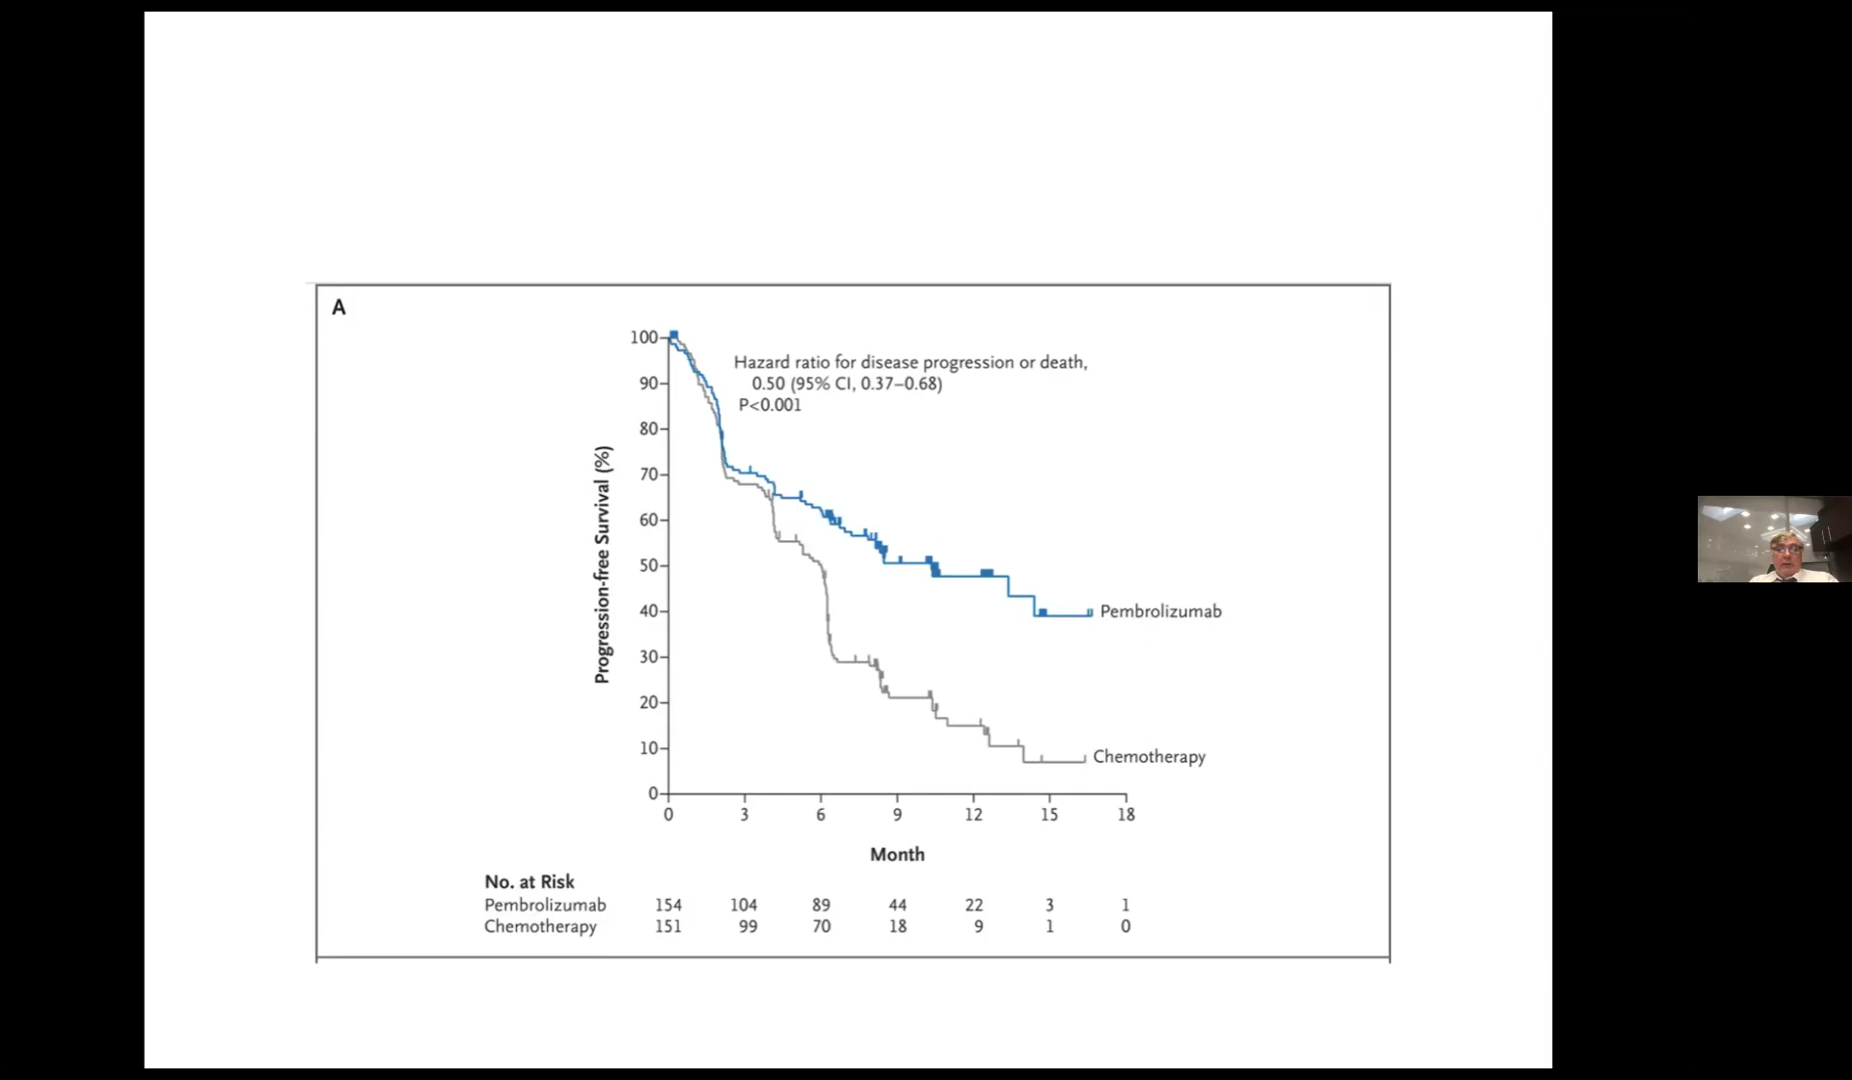 A
100
90
80
70
60
50
40
30
20
10
0
Progression-free Survival (%)
Hazard ratio for disease progression or death,
0.50 (95% CI, 0.37–0.68)
P<0.001
Pembrolizumab
Chemotherapy
0 3 6 9 12 15 18
Month
No. at Risk
Pembrolizumab 154 104 89 44 22 3 1
Chemotherapy 151 99 70 18 9 1 0